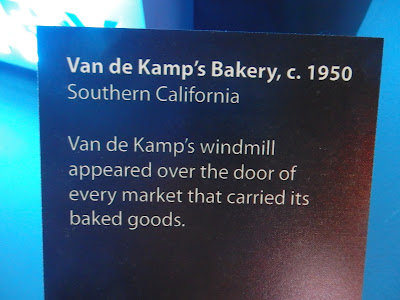 Van de Kamp's Bakery, c. 1950
Southern California
Van de Kamp's windmill
appeared over the door of
every market that carried its
baked goods.